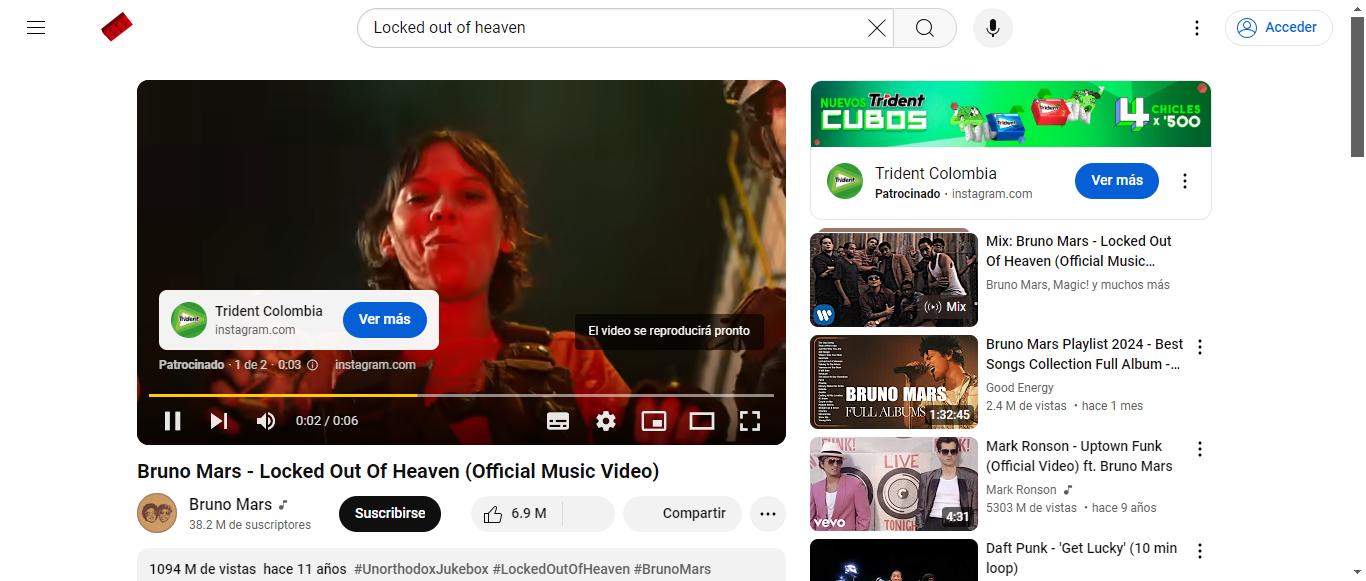 Locked out of heaven
Acceder
Trident Colombia
instagram.com
Ver más
El video se reproducirá pronto
Patrocinado · 1 de 2 · 0:03
instagram.com
0:02 / 0:06
Bruno Mars - Locked Out Of Heaven (Official Music Video)
Bruno Mars
38.2 M de suscriptores
Suscribirse
6.9 M
Compartir
1094 M de vistas hace 11 años #UnorthodoxJukebox #LockedOutOfHeaven #BrunoMars
NUEVOS Trident
CUBOS
4 CHICLES
x $500
Trident Colombia
Patrocinado · instagram.com
Ver más
Mix: Bruno Mars - Locked Out
Of Heaven (Official Music...
Bruno Mars, Magic! y muchos más
Mix
Bruno Mars Playlist 2024 - Best
Songs Collection Full Album -...
Good Energy
2.4 M de vistas • hace 1 mes
BRUNO MARS
FULL ALBUMS
1:32:45
Mark Ronson - Uptown Funk
(Official Video) ft. Bruno Mars
Mark Ronson
5303 M de vistas • hace 9 años
LIVE
TONIGH
vevo
4:31
Daft Punk - 'Get Lucky' (10 min
loop)